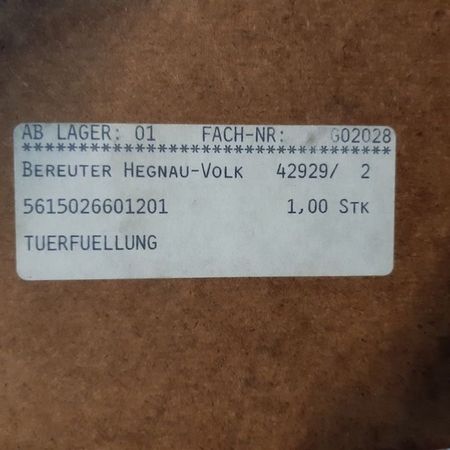 AB LAGER: 01 FACH-NR: G02028
*************************************
BEREUTER HEGNAU-VOLK 42929/ 2
5615026601201 1,00 STK
TUERFUELLUNG